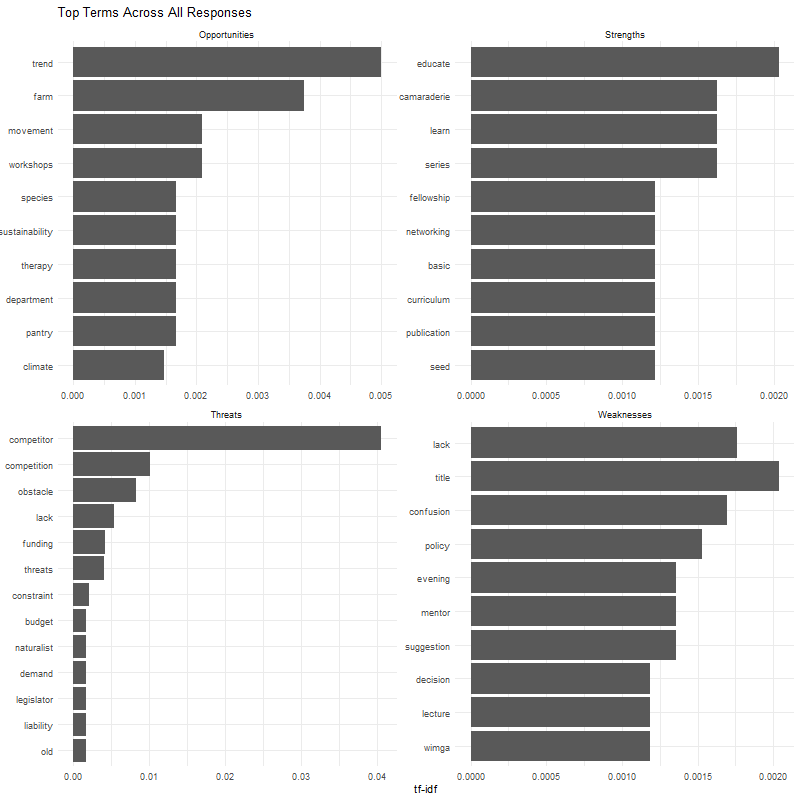 Top Terms Across All Responses
Opportunities
trend
farm
movement
workshops
species
sustainability
therapy
department
pantry
climate
0.000 0.001 0.002 0.003 0.004 0.005
Strengths
educate
camaraderie
learn
series
fellowship
networking
basic
curriculum
publication
seed
0.0000 0.0005 0.0010 0.0015 0.0020
Threats
competitor
competition
obstacle
lack
funding
threats
constraint
budget
naturalist
demand
legislator
liability
old
0.00 0.01 0.02 0.03 0.04
Weaknesses
lack
title
confusion
policy
evening
mentor
suggestion
decision
lecture
wimga
0.0000 0.0005 0.0010 0.0015 0.0020
tf-idf